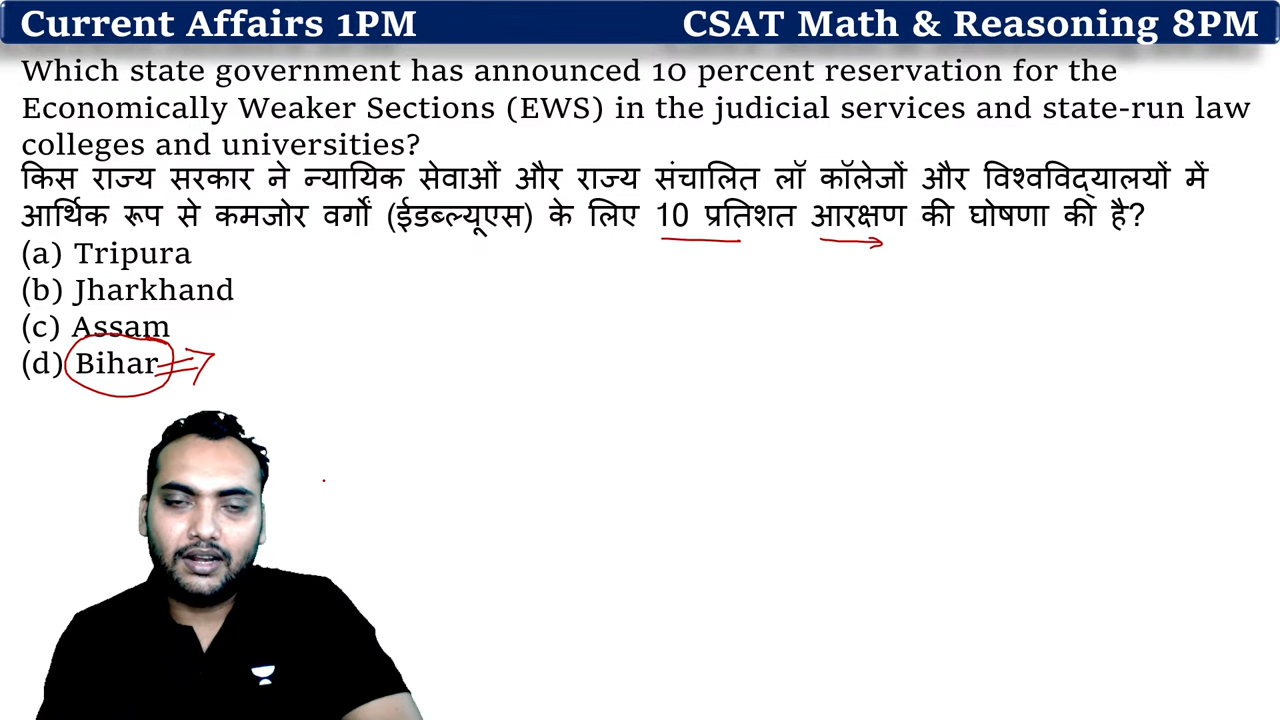 Current Affairs 1PM
CSAT Math & Reasoning 8PM
Which state government has announced 10 percent reservation for the
Economically Weaker Sections (EWS) in the judicial services and state-run law
colleges and universities?
किस राज्य सरकार ने न्यायिक सेवाओं और राज्य संचालित लॉ कॉलेजों और विश्वविद्यालयों में
आर्थिक रूप से कमजोर वर्गों (ईडब्ल्यूएस) के लिए 10 प्रतिशत आरक्षण की घोषणा की है?
(a) Tripura
(b) Jharkhand
(c) Assam
(d) Bihar